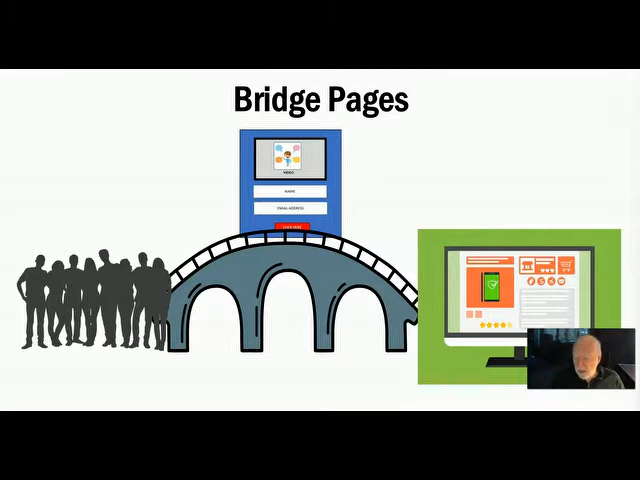 Bridge Pages
VIDEO
NAME
EMAIL ADDRESS
CLICK HERE